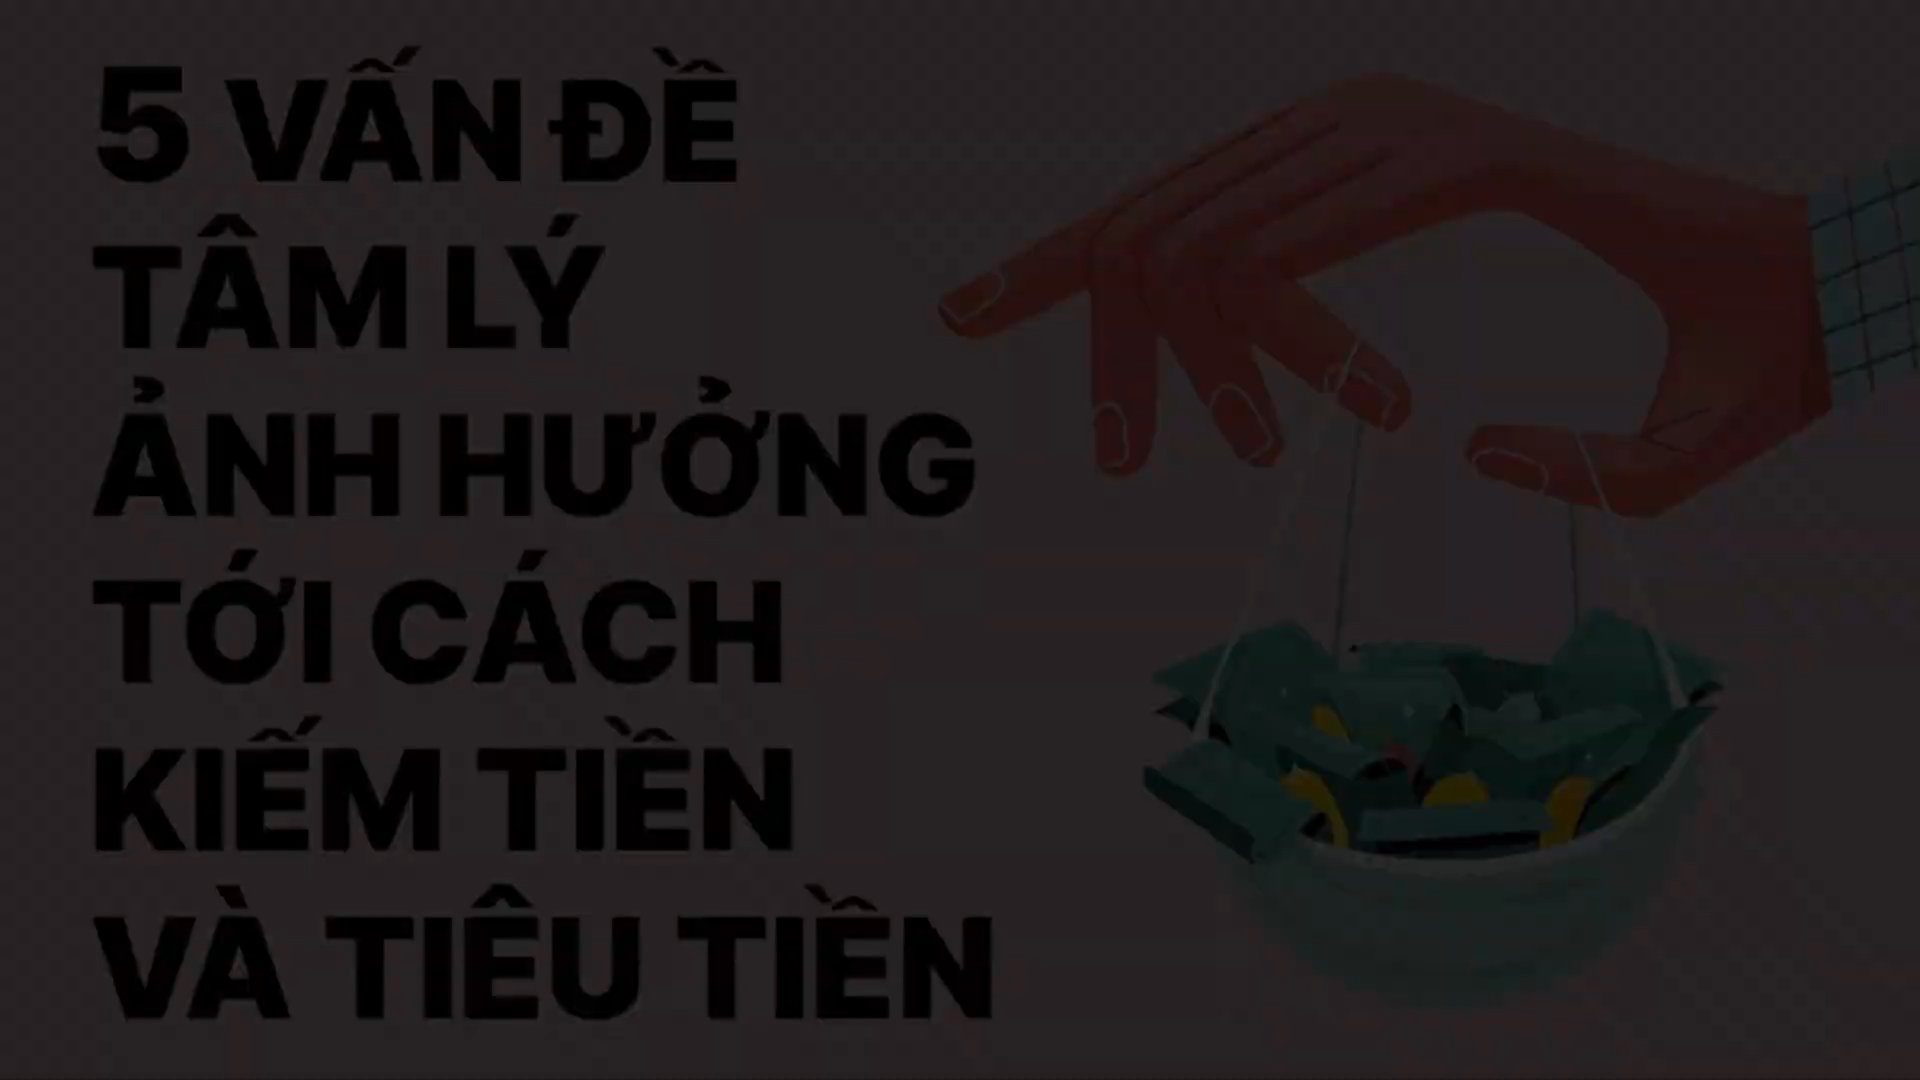 5 VẤN ĐỀ
TÂM LÝ
ẢNH HƯỞNG
TỚI CÁCH
KIẾM TIỀN
VÀ TIÊU TIỀN